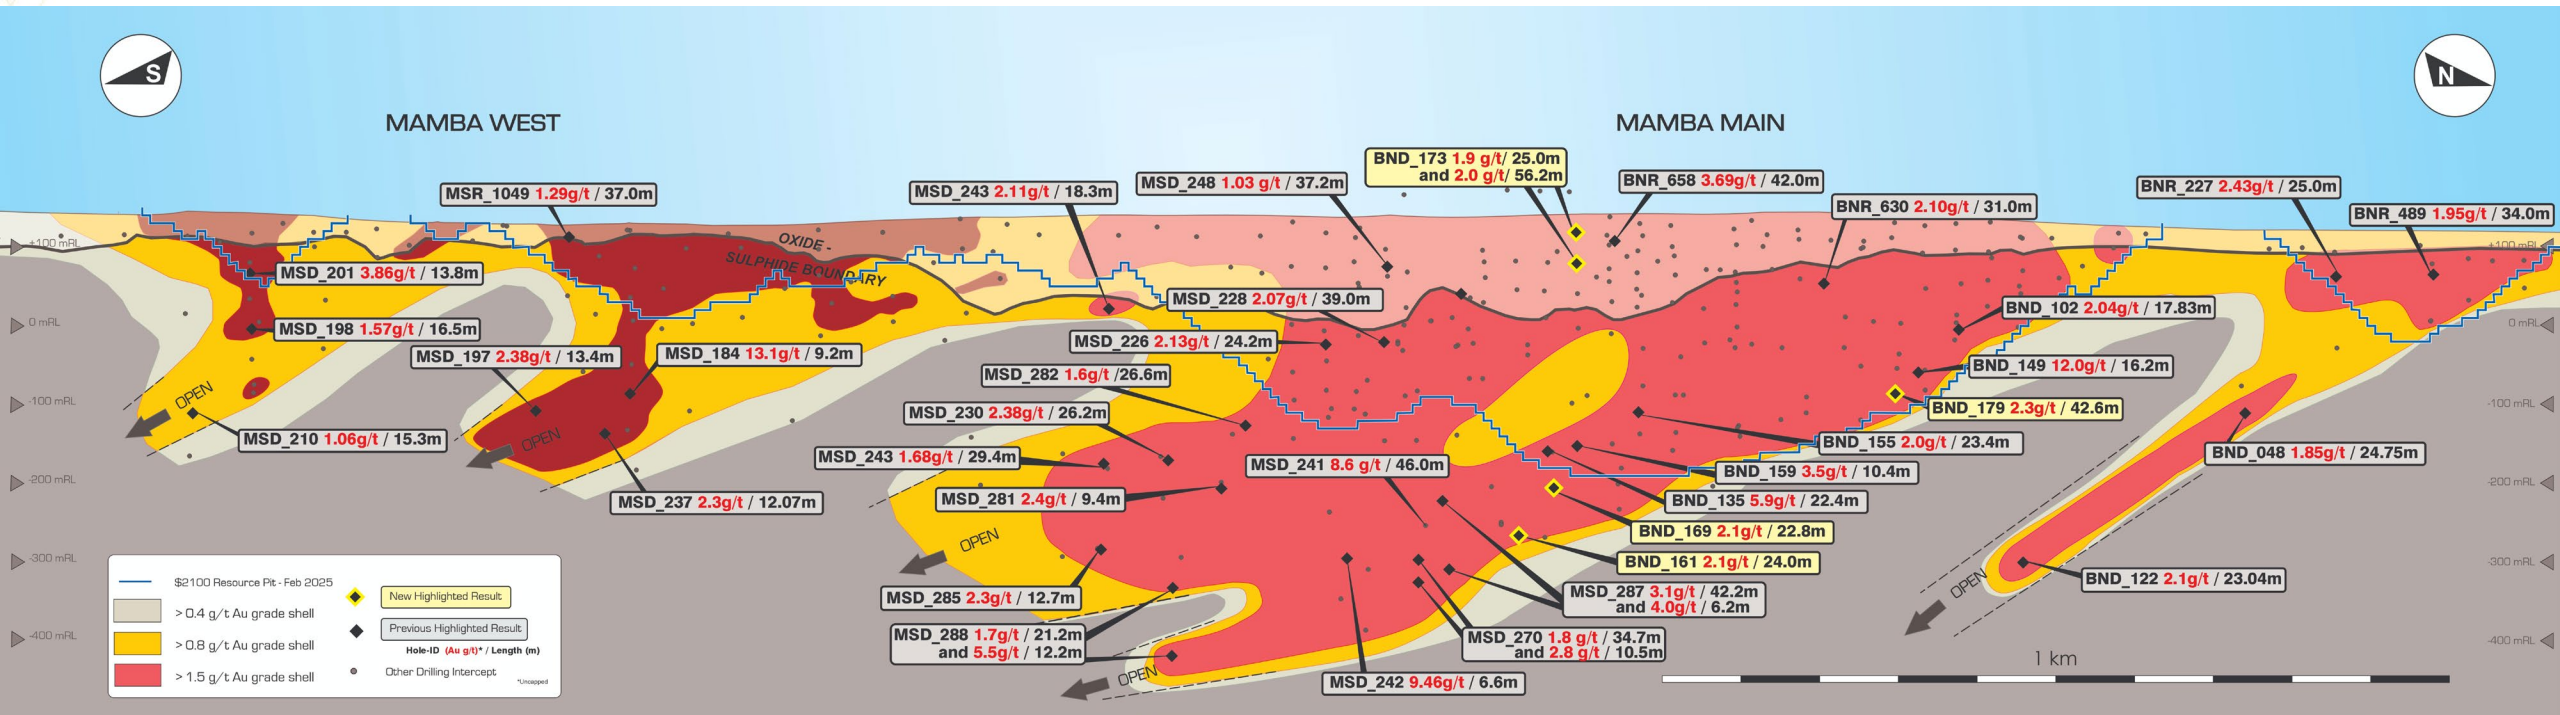 S
N
MAMBA WEST
MAMBA MAIN
BND_173 1.9 g/t/ 25.0m
and 2.0 g/t/ 56.2m
MSR_1049 1.29g/t / 37.0m
MSD_243 2.11g/t / 18.3m
MSD_248 1.03 g/t / 37.2m
BNR_658 3.69g/t / 42.0m
BNR_630 2.10g/t / 31.0m
BNR_227 2.43g/t / 25.0m
BNR_489 1.95g/t / 34.0m
OXIDE -
SULPHIDE BOUNDARY
+100 mRL
+100 mRL
MSD_201 3.86g/t / 13.8m
MSD_228 2.07g/t / 39.0m
BND_102 2.04g/t / 17.83m
0 mRL
0 mRL
MSD_198 1.57g/t / 16.5m
MSD_226 2.13g/t / 24.2m
MSD_197 2.38g/t / 13.4m
MSD_184 13.1g/t / 9.2m
BND_149 12.0g/t / 16.2m
MSD_282 1.6g/t /26.6m
-100 mRL
-100 mRL
OPEN
MSD_230 2.38g/t / 26.2m
BND_179 2.3g/t / 42.6m
MSD_210 1.06g/t / 15.3m
OPEN
BND_155 2.0g/t / 23.4m
BND_048 1.85g/t / 24.75m
MSD_243 1.68g/t / 29.4m
MSD_241 8.6 g/t / 46.0m
BND_159 3.5g/t / 10.4m
-200 mRL
-200 mRL
MSD_237 2.3g/t / 12.07m
MSD_281 2.4g/t / 9.4m
BND_135 5.9g/t / 22.4m
BND_169 2.1g/t / 22.8m
OPEN
-300 mRL
-300 mRL
BND_161 2.1g/t / 24.0m
OPEN
BND_122 2.1g/t / 23.04m
MSD_285 2.3g/t / 12.7m
MSD_287 3.1g/t / 42.2m
and 4.0g/t / 6.2m
MSD_288 1.7g/t / 21.2m
and 5.5g/t / 12.2m
MSD_270 1.8 g/t / 34.7m
and 2.8 g/t / 10.5m
-400 mRL
-400 mRL
OPEN
MSD_242 9.46g/t / 6.6m
1 km
$2100 Resource Pit - Feb 2025
> 0.4 g/t Au grade shell
> 0.8 g/t Au grade shell
> 1.5 g/t Au grade shell
New Highlighted Result
Previous Highlighted Result
Hole-ID (Au g/t)* / Length (m)
Other Drilling Intercept
*Uncapped